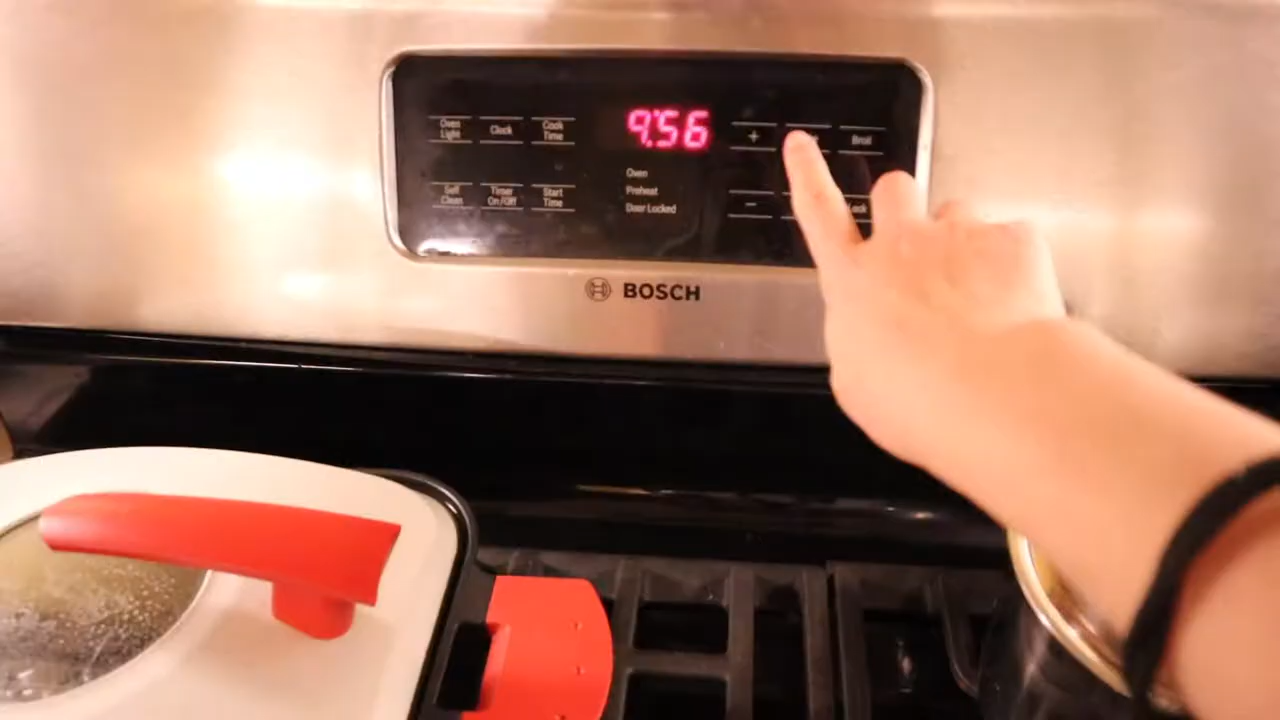 Oven Light
Clock
Cook Time
9:56
+
Broil
Self Clean
Timer On/Off
Start Time
Oven
Preheat
Door Locked
−
Lock
BOSCH